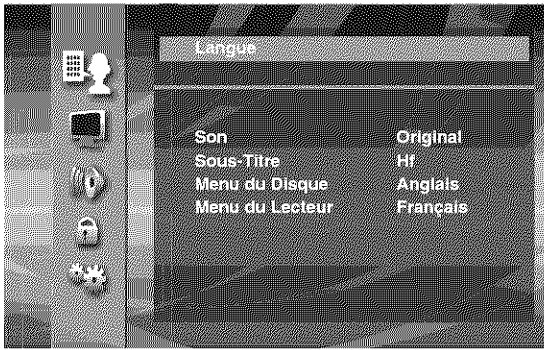 Langue
Son Original
Sous-Titre Hf
Menu du Disque Anglais
Menu du Lecteur Français